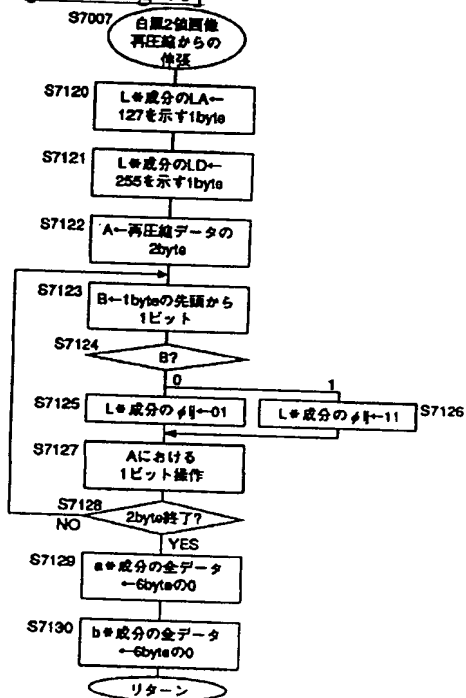 S7007
白黒2値画像
再圧縮からの
伸張
S7120
L*成分のLA←
127を示す1byte
S7121
L*成分のLD←
255を示す1byte
S7122
A←再圧縮データの
2byte
S7123
B←1byteの先頭から
1ビット
S7124
B?
0
1
S7125
L*成分のφij←01
L*成分のφij←11
S7126
S7127
Aにおける
1ビット操作
S7128
2byte終了?
NO
YES
S7129
a*成分の全データ
←6byteの0
S7130
b*成分の全データ
←6byteの0
リターン